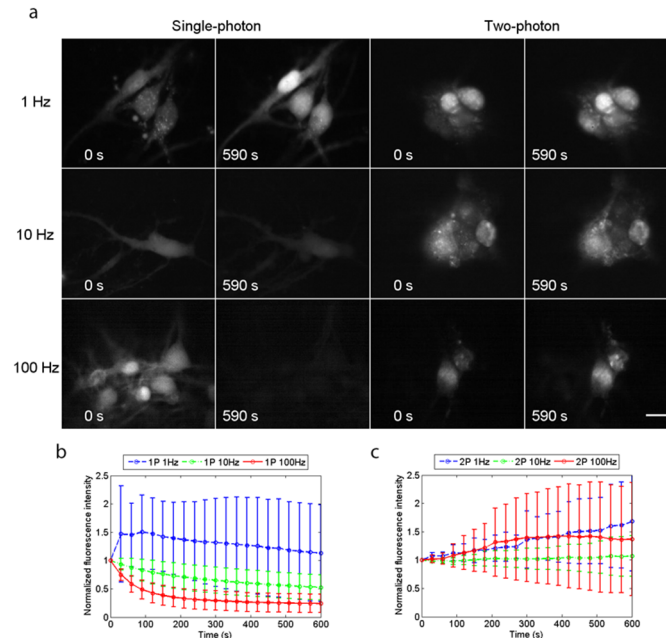 a
Single-photon Two-photon
1 Hz
0 s 590 s 0 s 590 s
10 Hz
0 s 590 s 0 s 590 s
100 Hz
0 s 590 s 0 s 590 s
b
1P 1Hz 1P 10Hz 1P 100Hz
Normalized fluorescence intensity
2.5
2
1.5
1
0.5
0
0 100 200 300 400 500 600
Time (s)
c
2P 1Hz 2P 10Hz 2P 100Hz
Normalized fluorescence intensity
2.5
2
1.5
1
0.5
0
0 100 200 300 400 500 600
Time (s)